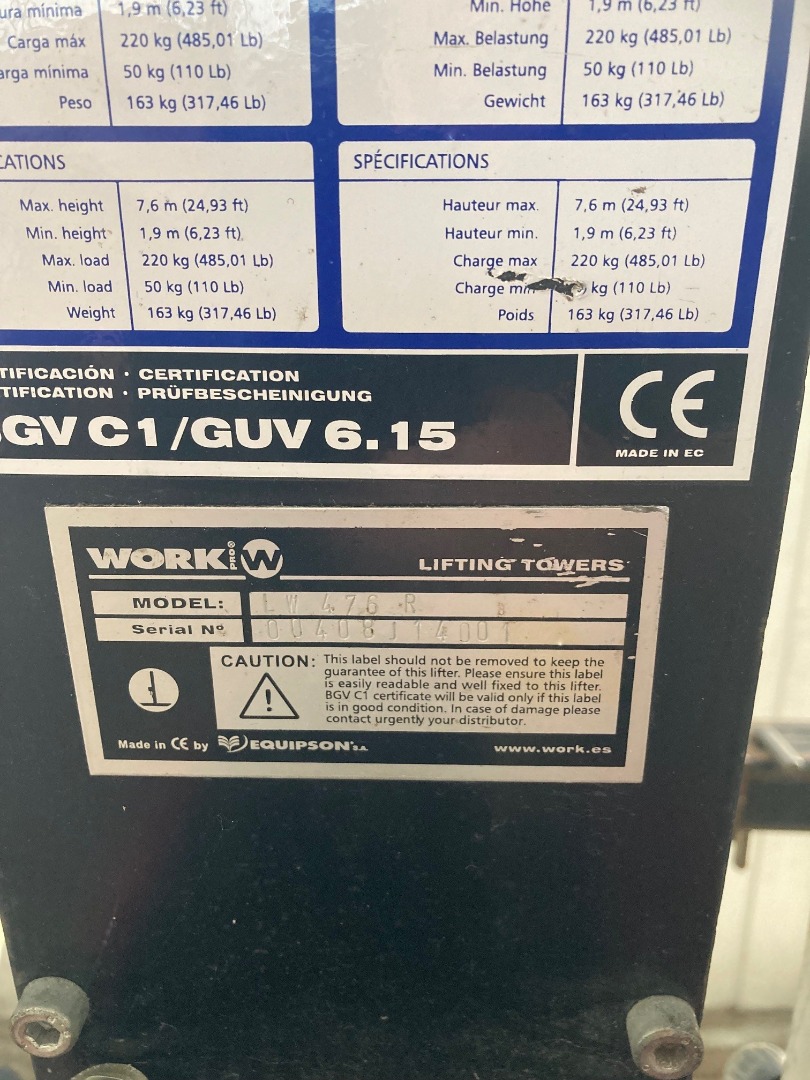 ura mínima 1,9 m (6,23 ft)
Carga máx 220 kg (485,01 Lb)
arga mínima 50 kg (110 Lb)
Peso 163 kg (317,46 Lb)
Min. Höhe 1,9 m (6,23 ft)
Max. Belastung 220 kg (485,01 Lb)
Min. Belastung 50 kg (110 Lb)
Gewicht 163 kg (317,46 Lb)
CATIONS
Max. height 7,6 m (24,93 ft)
Min. height 1,9 m (6,23 ft)
Max. load 220 kg (485,01 Lb)
Min. load 50 kg (110 Lb)
Weight 163 kg (317,46 Lb)
SPÉCIFICATIONS
Hauteur max. 7,6 m (24,93 ft)
Hauteur min. 1,9 m (6,23 ft)
Charge max 220 kg (485,01 Lb)
Charge min kg (110 Lb)
Poids 163 kg (317,46 Lb)
TIFICACIÓN · CERTIFICATION
TIFICATION · PRÜFBESCHEINIGUNG
BGV C1/GUV 6.15
CE
MADE IN EC
WORK PRO® W
LIFTING TOWERS
MODEL: LW 476 R
Serial Nº 00408J14D01
CAUTION: This label should not be removed to keep the
guarantee of this lifter. Please ensure this label
is easily readable and well fixed to this lifter.
BGV C1 certificate will be valid only if this label
is in good condition. In case of damage please
contact urgently your distributor.
Made in CE by EQUIPSON S.A.
www.work.es